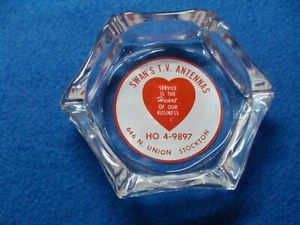 SWAN'S T.V. ANTENNAS
SERVICE
IS THE
Heart
OF OUR
BUSINESS
HO 4-9897
646 N. UNION STOCKTON